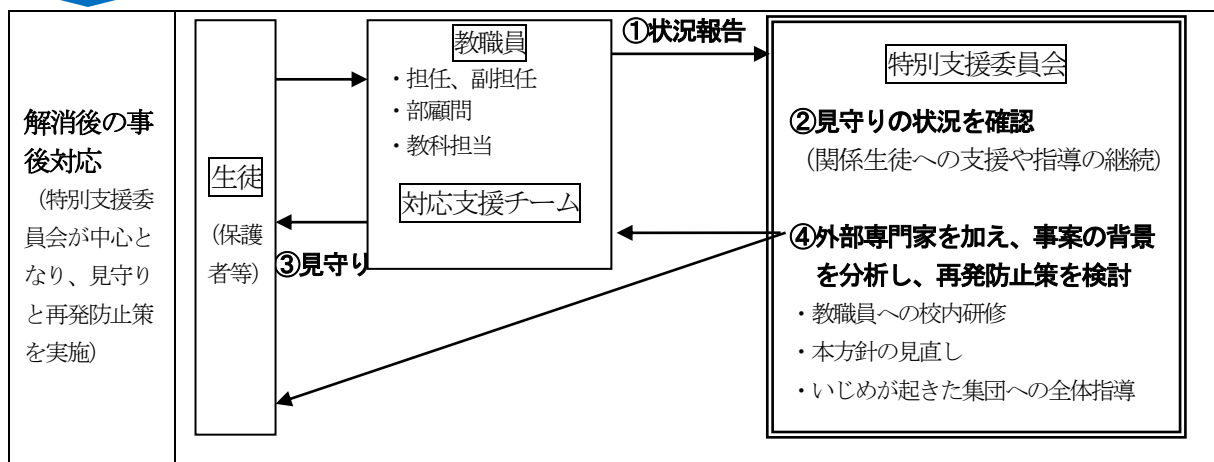 解消後の事
後対応
（特別支援委
員会が中心と
なり、見守り
と再発防止策
を実施）
生徒
（保護
者等）
教職員
・担任、副担任
・部顧問
・教科担当
対応支援チーム
①状況報告
③見守り
特別支援委員会
②見守りの状況を確認
（関係生徒への支援や指導の継続）
④外部専門家を加え、事案の背景
を分析し、再発防止策を検討
・教職員への校内研修
・本方針の見直し
・いじめが起きた集団への全体指導